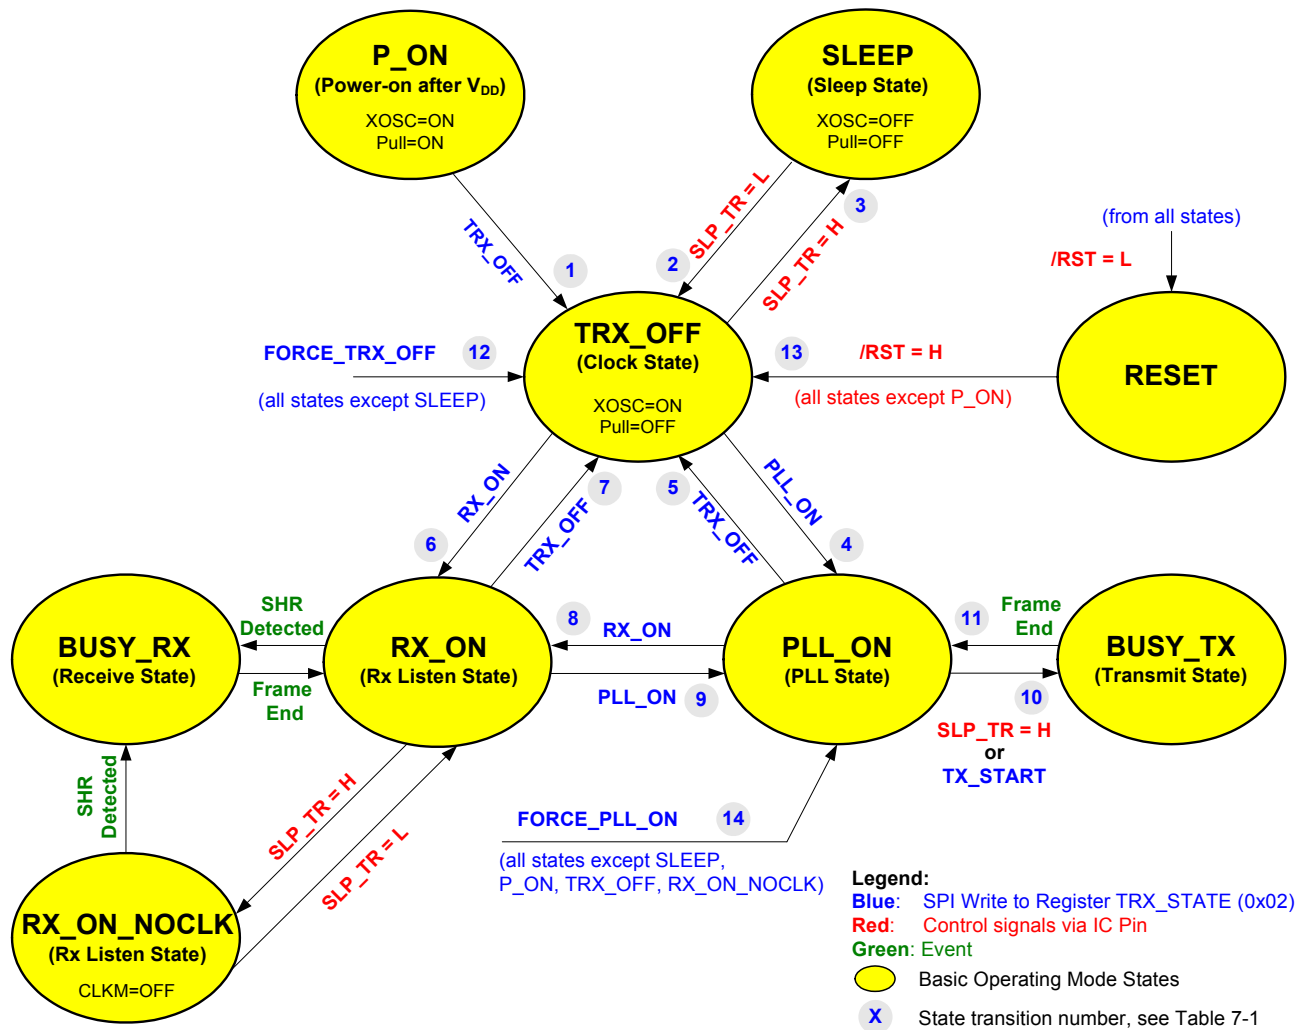 P_ON
(Power-on after VDD)
XOSC=ON
Pull=ON
SLEEP
(Sleep State)
XOSC=OFF
Pull=OFF
TRX_OFF
1
SLP_TR = L
2
SLP_TR = H
3
(from all states)
/RST = L
TRX_OFF
(Clock State)
XOSC=ON
Pull=OFF
FORCE_TRX_OFF 12
(all states except SLEEP)
/RST = H
13
(all states except P_ON)
RESET
RX_ON
6
TRX_OFF
7
TRX_OFF
5
PLL_ON
4
BUSY_RX
(Receive State)
SHR
Detected
Frame
End
RX_ON
(Rx Listen State)
8
RX_ON
PLL_ON 9
PLL_ON
(PLL State)
11
Frame
End
10
SLP_TR = H
or
TX_START
BUSY_TX
(Transmit State)
SHR
Detected
SLP_TR = H
SLP_TR = L
FORCE_PLL_ON 14
(all states except SLEEP,
P_ON, TRX_OFF, RX_ON_NOCLK)
RX_ON_NOCLK
(Rx Listen State)
CLKM=OFF
Legend:
Blue: SPI Write to Register TRX_STATE (0x02)
Red: Control signals via IC Pin
Green: Event
Basic Operating Mode States
X State transition number, see Table 7-1